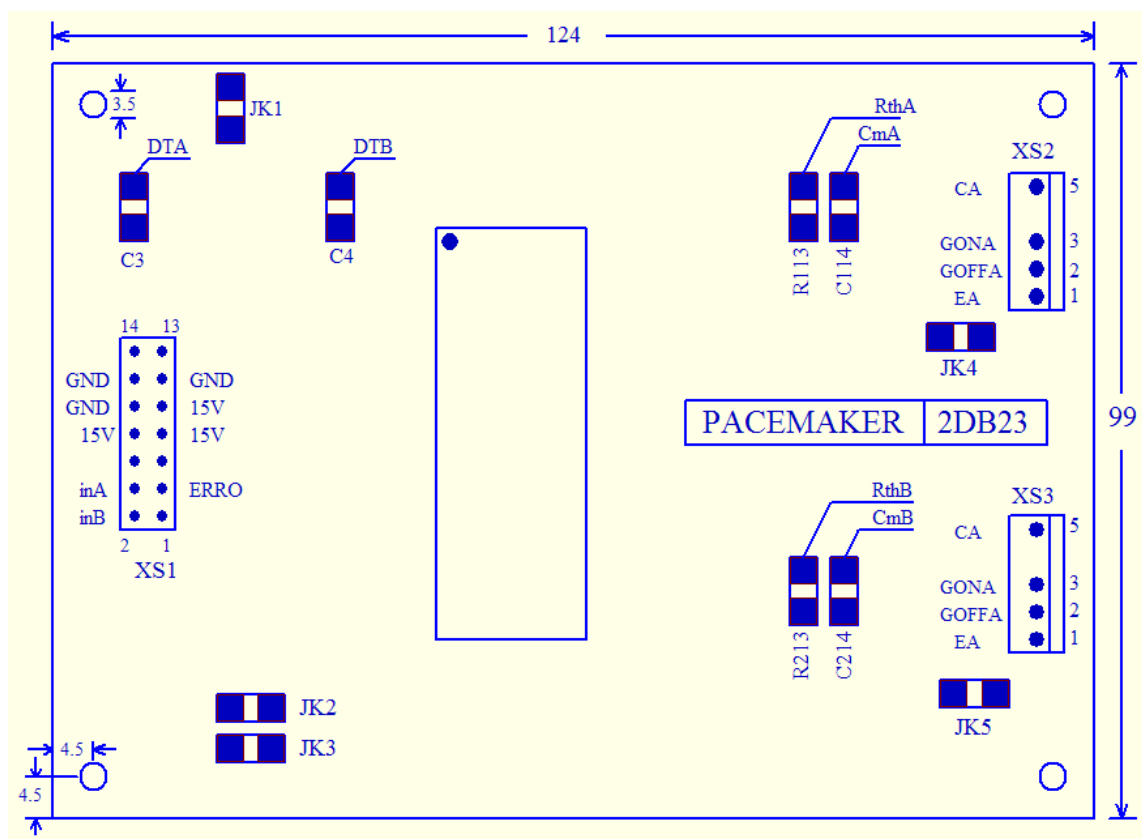 124
3.5
JK1
RthA
DTA
DTB
CmA
XS2
CA
5
C3
C4
R113
C114
GONA
3
GOFFA
2
EA
1
14 13
JK4
GND GND
GND 15V
15V 15V
PACEMAKER 2DB23
99
inA ERRO
inB
2 1
XS1
RthB
CmB
XS3
CA
5
GONA
3
GOFFA
2
EA
1
R213
C214
JK2
JK3
JK5
4.5
4.5